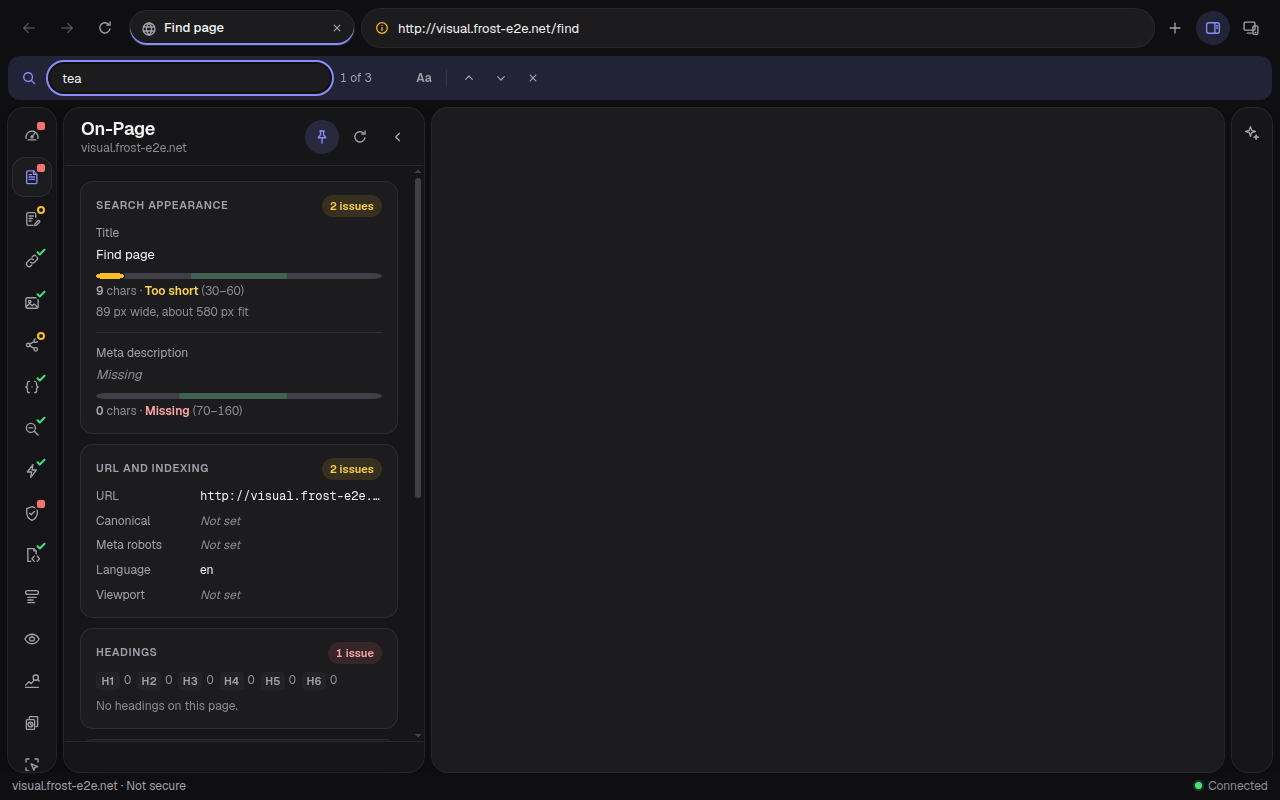 Find page
http://visual.frost-e2e.net/find
tea
1 of 3
Aa
On-Page
visual.frost-e2e.net
SEARCH APPEARANCE
2 issues
Title
Find page
9 chars · Too short (30–60)
89 px wide, about 580 px fit
Meta description
Missing
0 chars · Missing (70–160)
URL AND INDEXING
2 issues
URL http://visual.frost-e2e.…
Canonical Not set
Meta robots Not set
Language en
Viewport Not set
HEADINGS
1 issue
H1 0 H2 0 H3 0 H4 0 H5 0 H6 0
No headings on this page.
visual.frost-e2e.net · Not secure
Connected